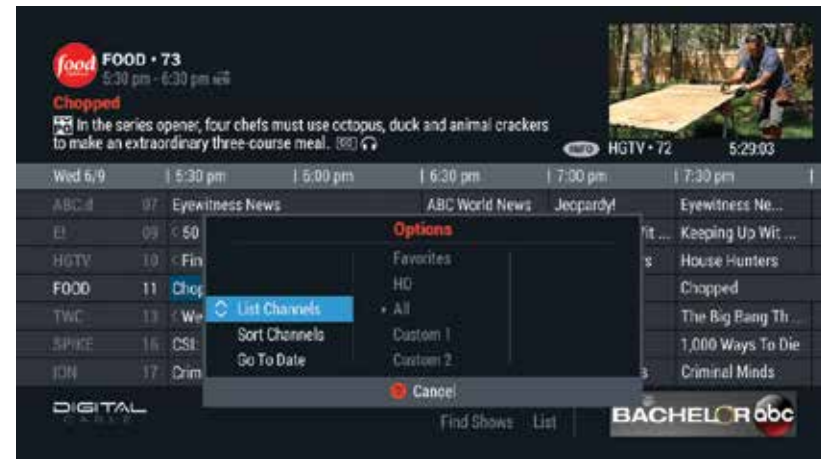 food FOOD • 73
5:30 pm - 6:30 pm NEW
Chopped
In the series opener, four chefs must use octopus, duck and animal crackers
to make an extraordinary three-course meal. CC
INFO HGTV • 72 5:29:03
Wed 6/9 5:30 pm 6:00 pm 6:30 pm 7:00 pm 7:30 pm
ABCd 07 Eyewitness News ABC World News Jeopardy! Eyewitness Ne...
E! 09 < 50 Options Wit ... Keeping Up Wit ...
HGTV 10 < Fin Favorites s House Hunters
FOOD 11 Chop HD Chopped
TWC 13 < We List Channels • All The Big Bang Th...
SPIKE 16 CSI: Sort Channels Custom 1 1,000 Ways To Die
ION 17 Crim Go To Date Custom 2 s Criminal Minds
Cancel
DIGITAL
CABLE
Find Shows List
BACHELOR abc